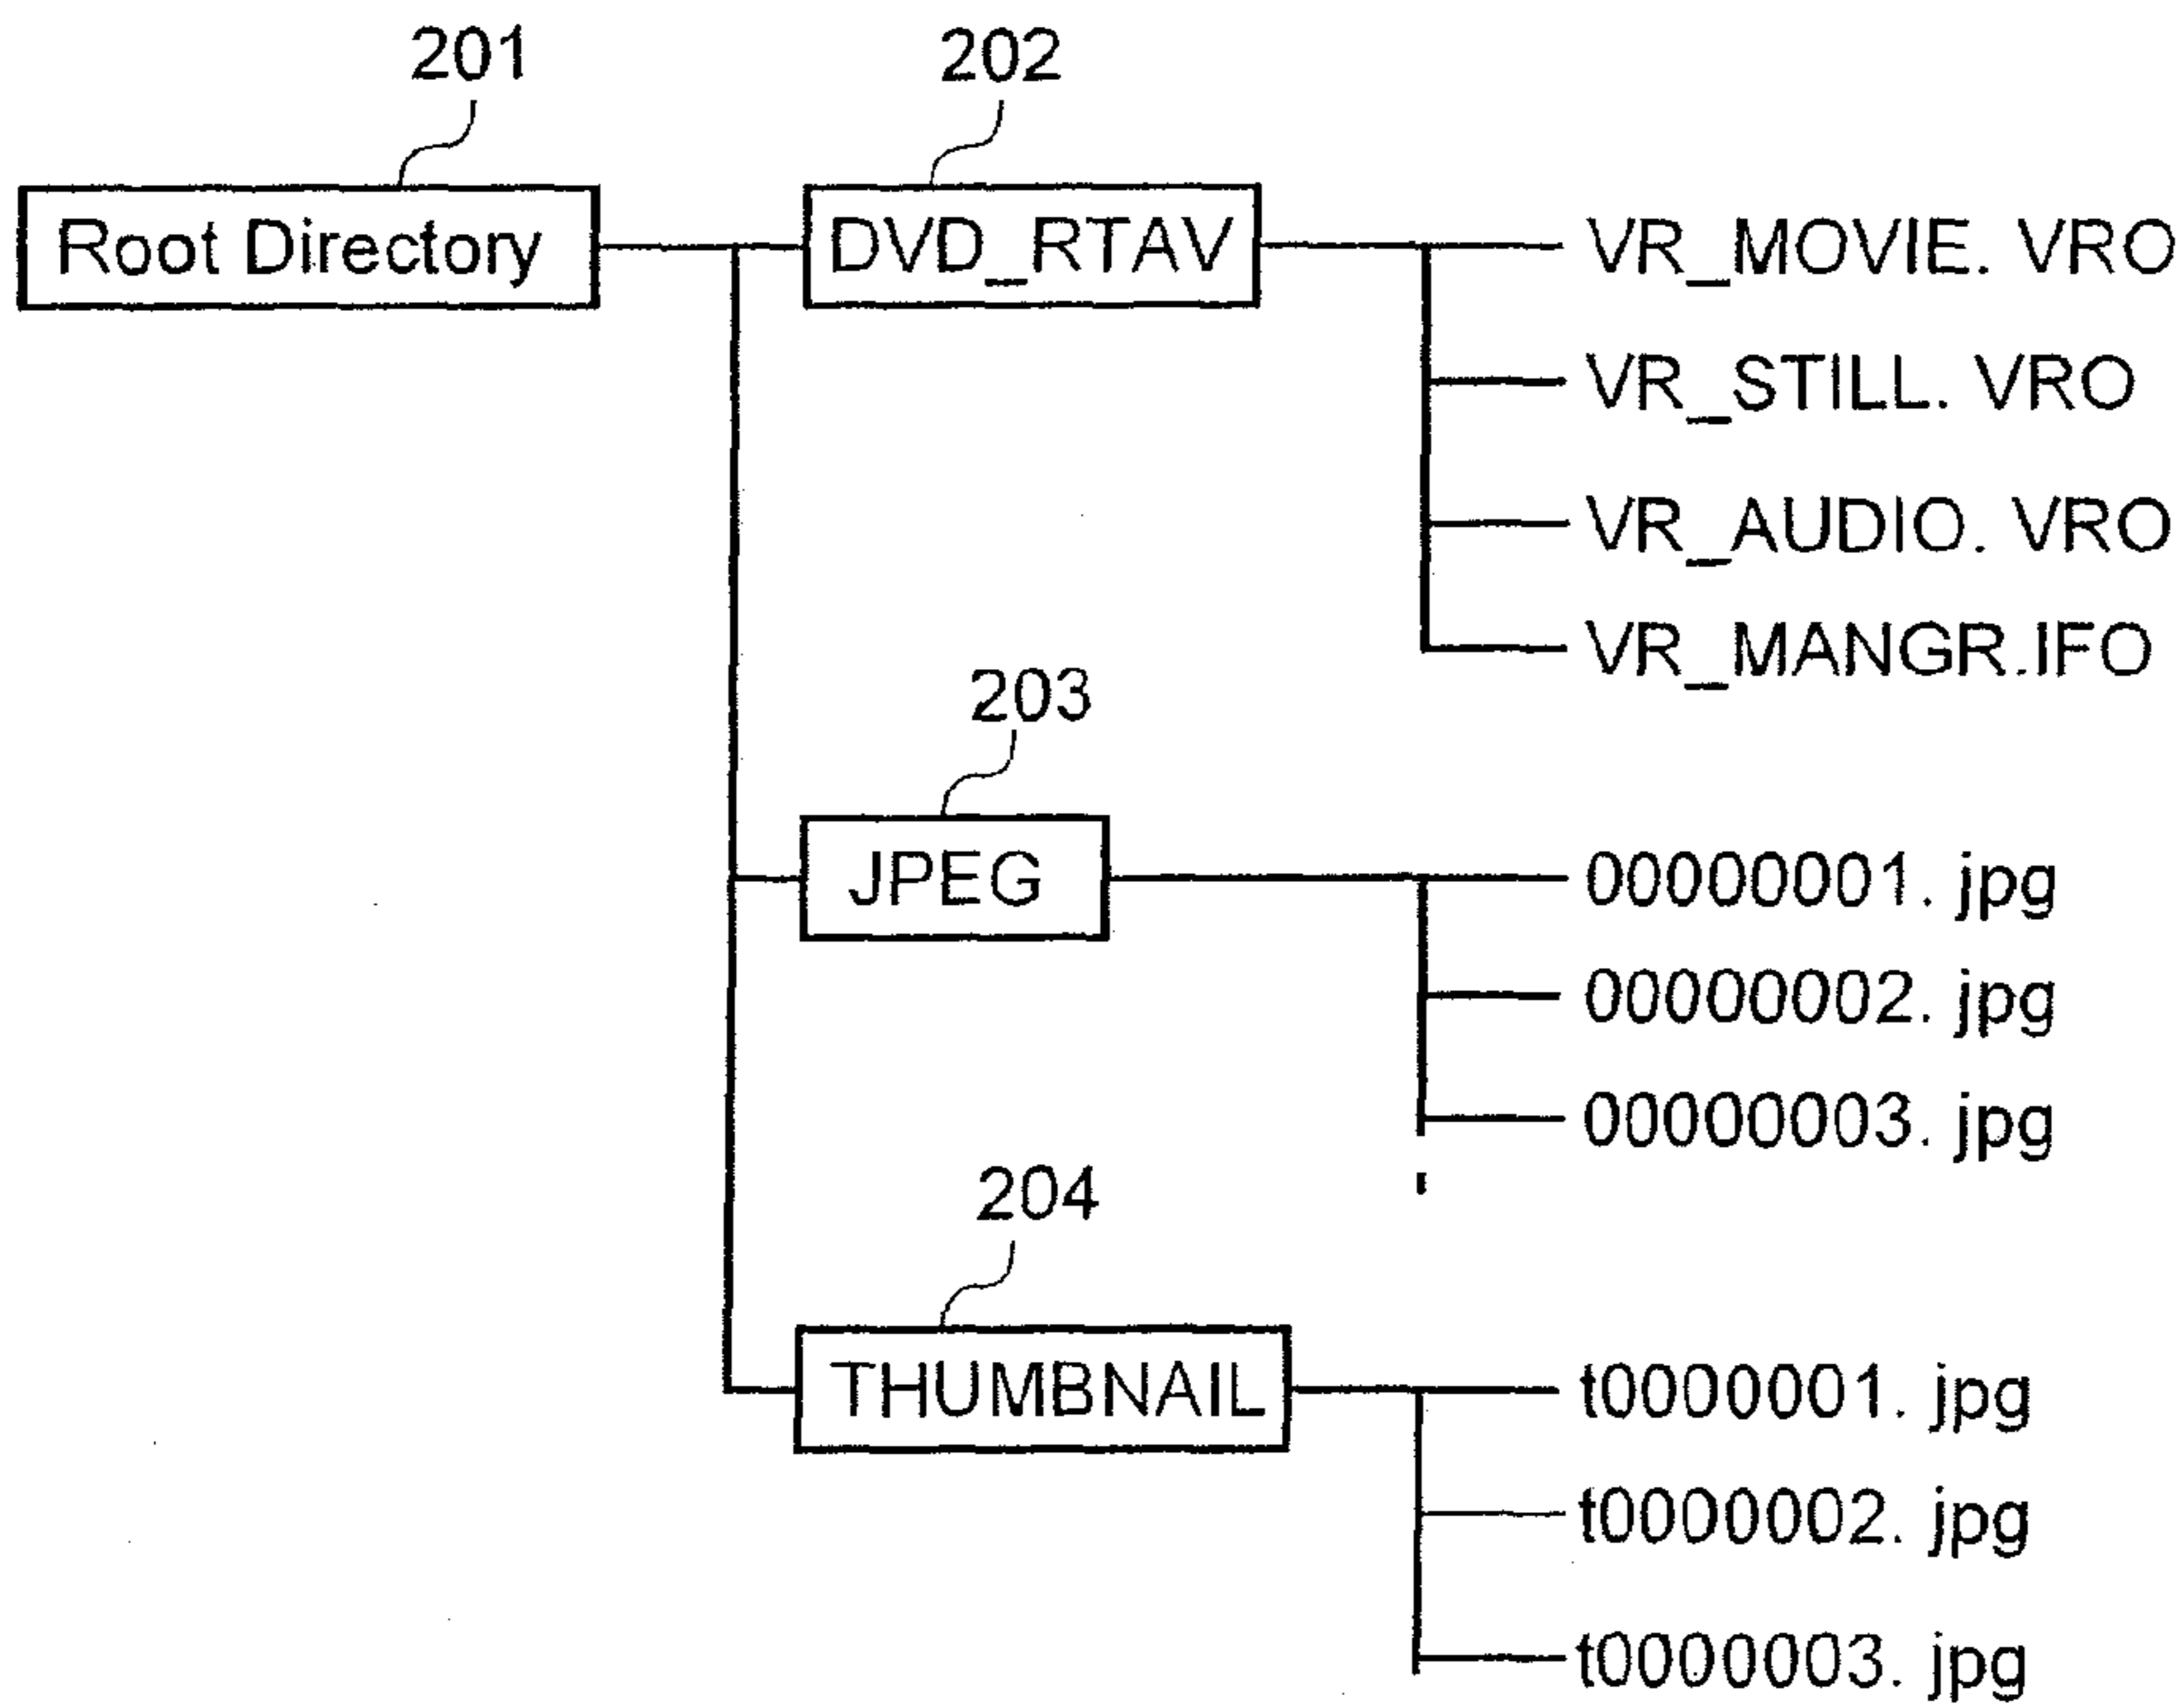 201
202
Root Directory
DVD_RTAV
VR_MOVIE. VRO
VR_STILL. VRO
VR_AUDIO. VRO
VR_MANGR.IFO
203
JPEG
00000001. jpg
00000002. jpg
00000003. jpg
204
THUMBNAIL
t0000001. jpg
t0000002. jpg
t0000003. jpg